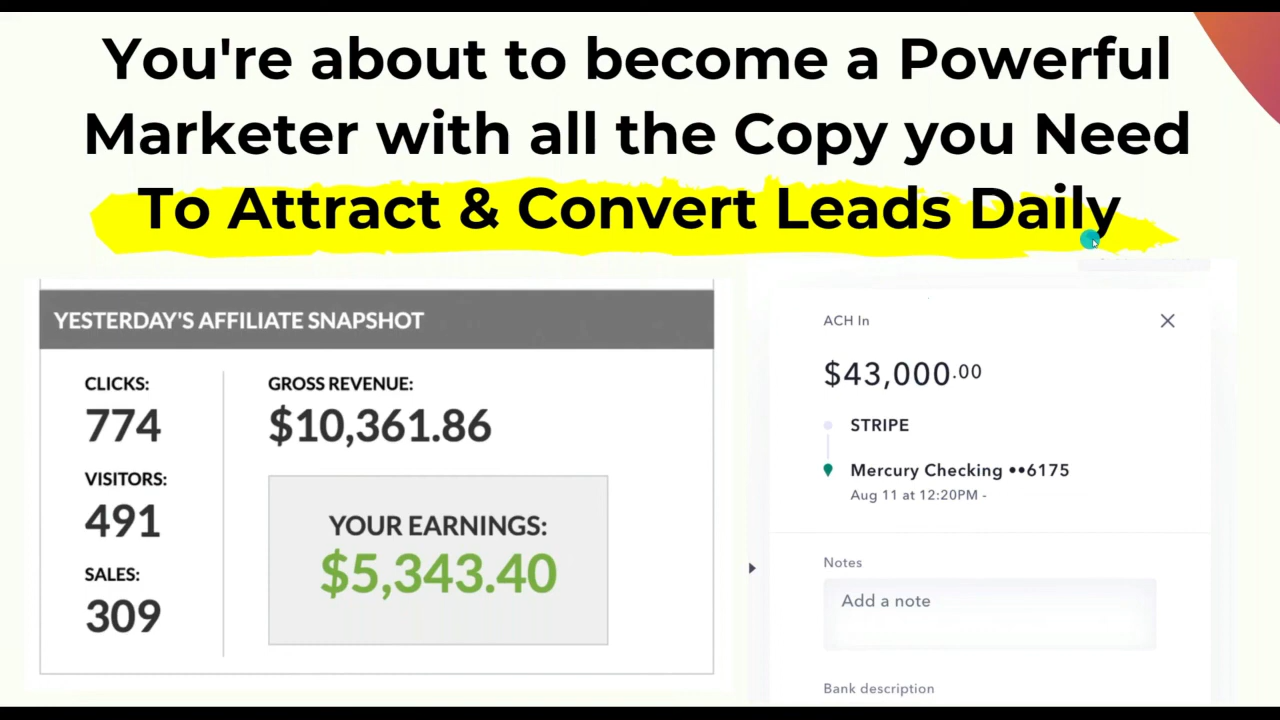 You're about to become a Powerful
Marketer with all the Copy you Need
To Attract & Convert Leads Daily
YESTERDAY'S AFFILIATE SNAPSHOT
CLICKS:
774
VISITORS:
491
SALES:
309
GROSS REVENUE:
$10,361.86
YOUR EARNINGS:
$5,343.40
ACH In
$43,000.00
STRIPE
Mercury Checking ••6175
Aug 11 at 12:20PM -
Notes
Add a note
Bank description